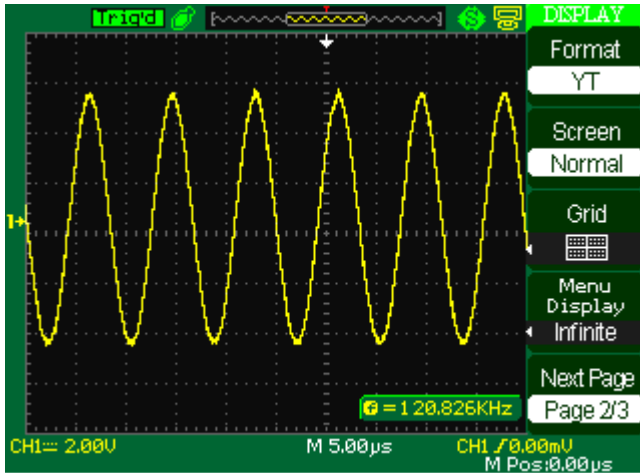 Trig'd S DISPLAY
Format
YT
Screen
Normal
Grid
1
Menu
Display
Infinite
f=120.826KHz
Next Page
Page 2/3
CH1 2.00V M 5.00µs CH1 0.00mV
M Pos:0.00µs